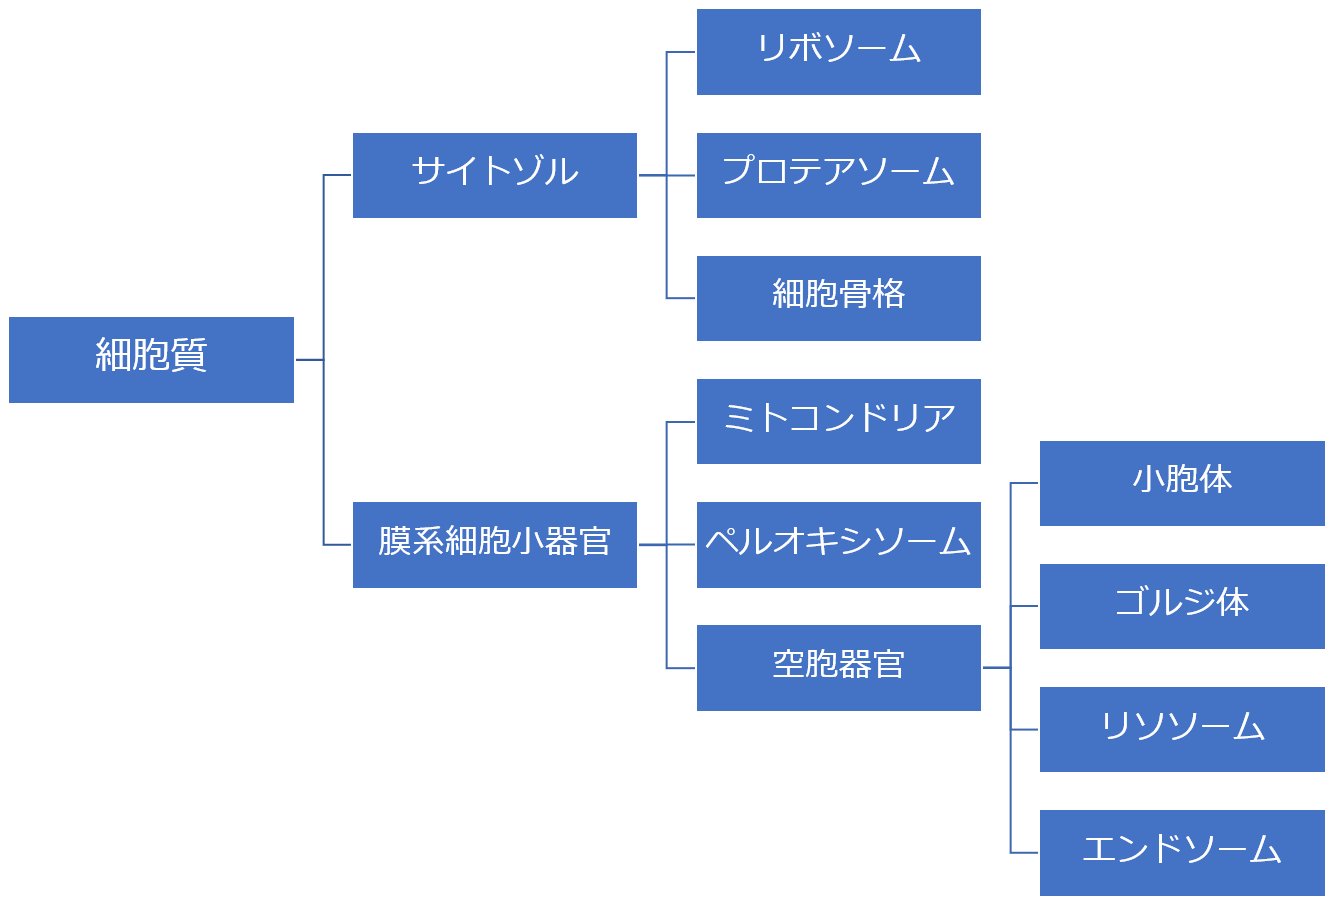 細胞質
サイトゾル
リボソーム
プロテアソーム
細胞骨格
膜系細胞小器官
ミトコンドリア
ペルオキシソーム
空胞器官
小胞体
ゴルジ体
リソソーム
エンドソーム